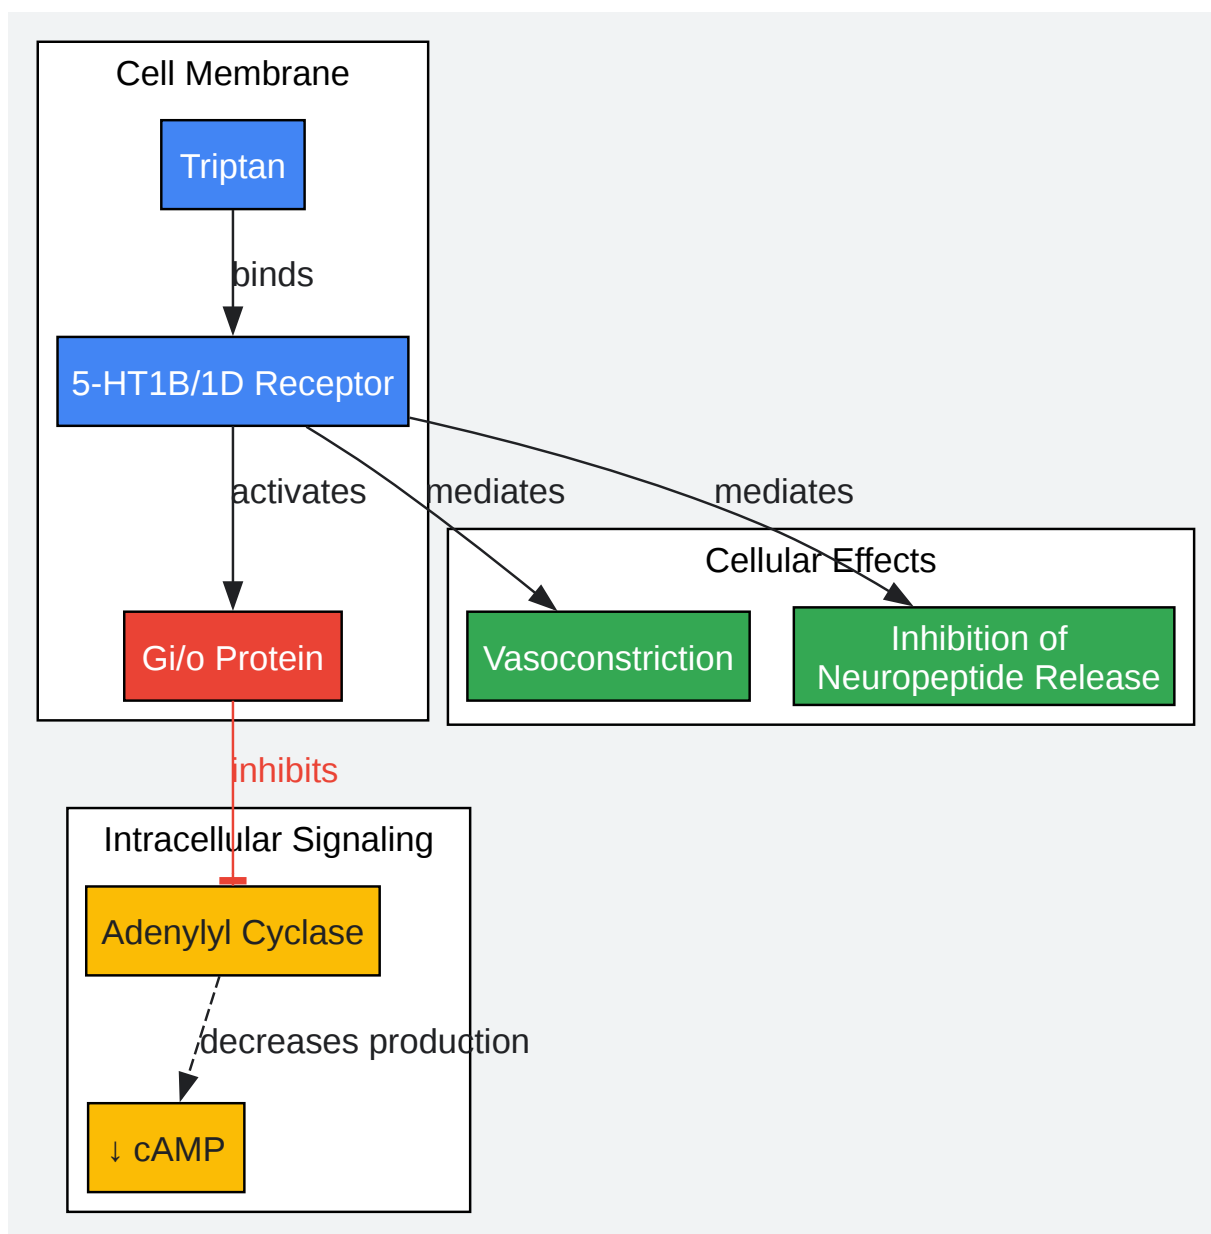 Cell Membrane
Triptan
binds
5-HT1B/1D Receptor
activates
mediates
mediates
Cellular Effects
Gi/o Protein
Vasoconstriction
Inhibition of
Neuropeptide Release
inhibits
Intracellular Signaling
Adenylyl Cyclase
decreases production
↓ cAMP